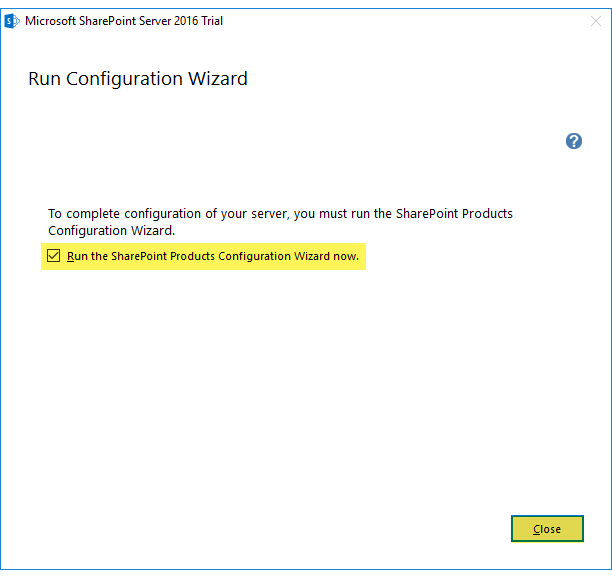 Microsoft SharePoint Server 2016 Trial
Run Configuration Wizard
?
To complete configuration of your server, you must run the SharePoint Products
Configuration Wizard.
Run the SharePoint Products Configuration Wizard now.
Close